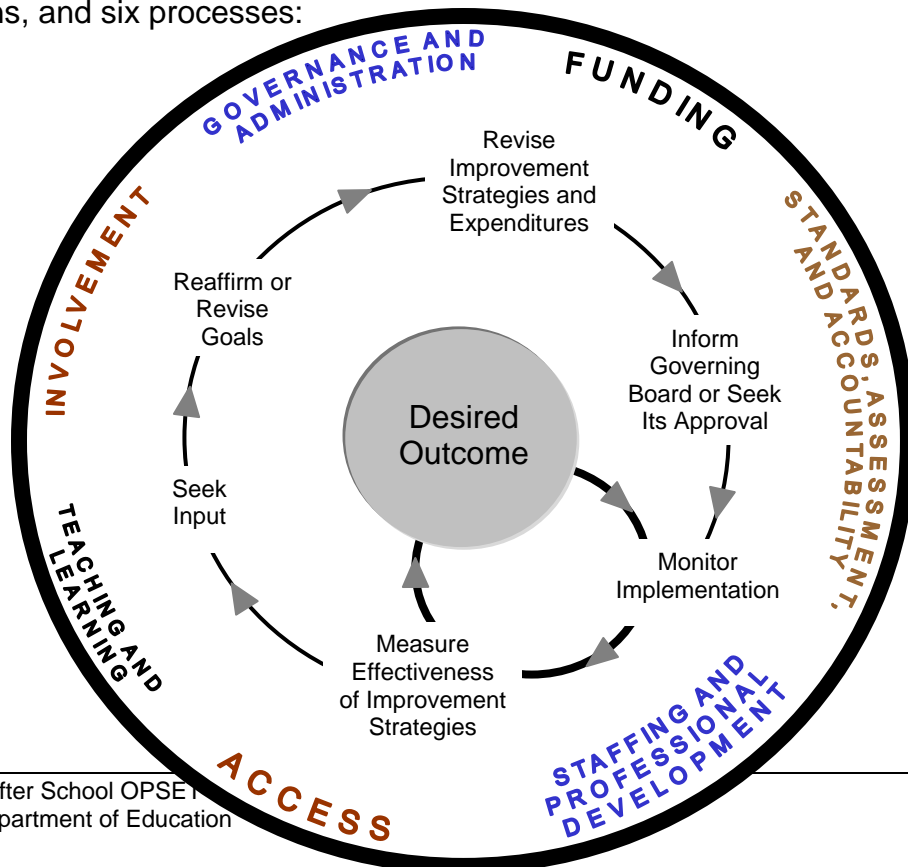 ns, and six processes:
GOVERNANCE AND
ADMINISTRATION
FUNDING
STANDARDS, ASSESSMENT,
AND ACCOUNTABILITY
INVOLVEMENT
Revise
Improvement
Strategies and
Expenditures
Reaffirm or
Revise
Goals
Inform
Governing
Board or Seek
Its Approval
Desired
Outcome
Seek
Input
Monitor
Implementation
Measure
Effectiveness
of Improvement
Strategies
TEACHING AND
LEARNING
STAFFING AND
PROFESSIONAL
DEVELOPMENT
ACCESS
fter School OPSET
partment of Education